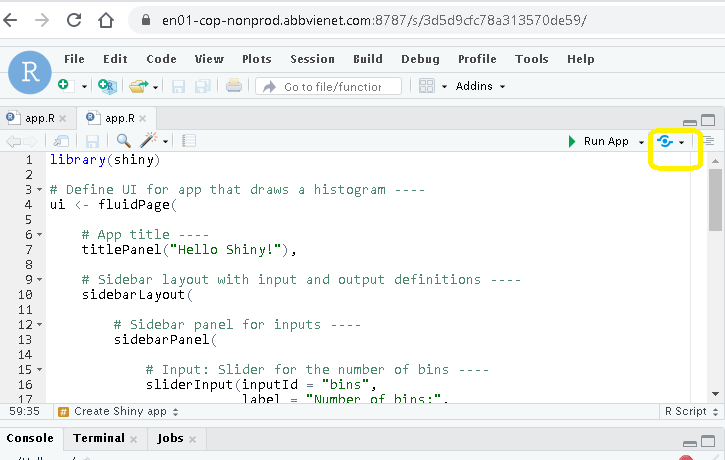 en01-cop-nonprod.abbvienet.com:8787/s/3d5d9cfc78a313570de59/
R File Edit Code View Plots Session Build Debug Profile Tools Help
Go to file/function Addins
app.R app.R
Run App
1 library(shiny)
2
3 # Define UI for app that draws a histogram ----
4 ui <- fluidPage(
5
6 # App title ----
7 titlePanel("Hello Shiny!"),
8
9 # Sidebar layout with input and output definitions ----
10 sidebarLayout(
11
12 # Sidebar panel for inputs ----
13 sidebarPanel(
14
15 # Input: Slider for the number of bins ----
16 sliderInput(inputId = "bins",
17 label = "Number of bins:",
59:35 # Create Shiny app R Script
Console Terminal Jobs